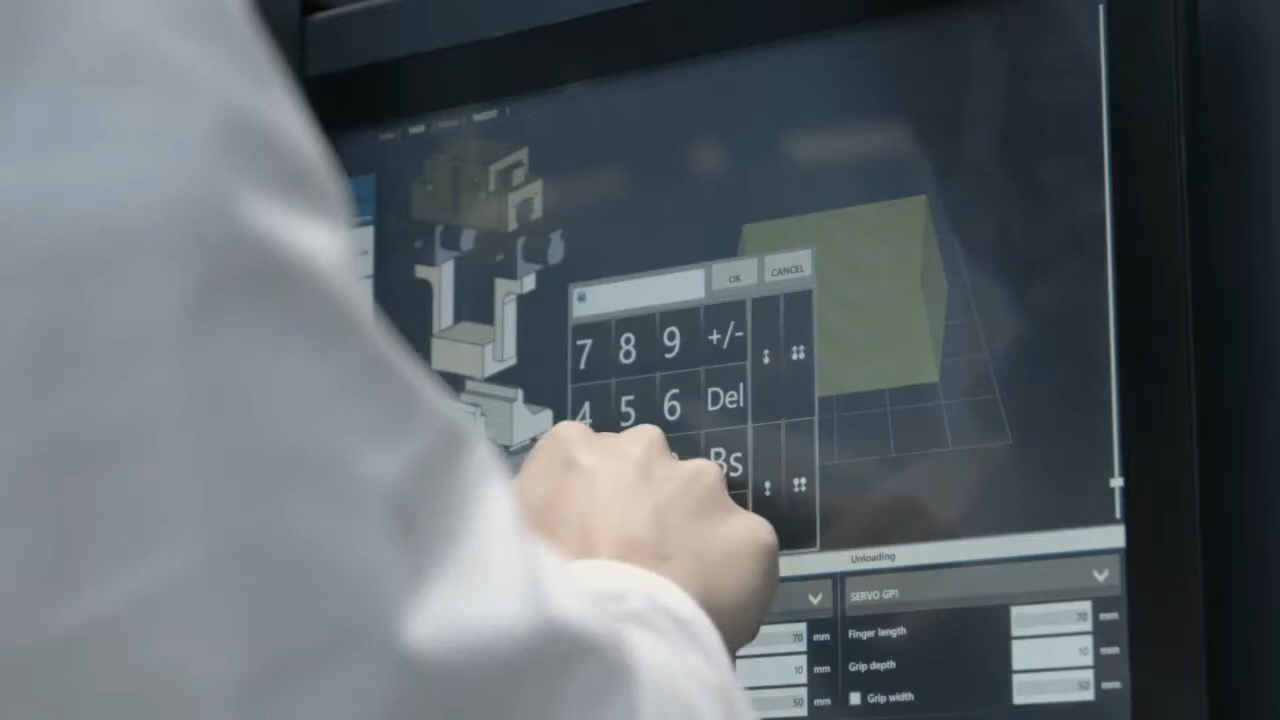 OK CANCEL
7 8 9 +/-
4 5 6 Del
Bs
Unloading
SERVO GP1
70 mm Finger length 70 mm
10 mm Grip depth 10 mm
50 mm Grip width 50 mm